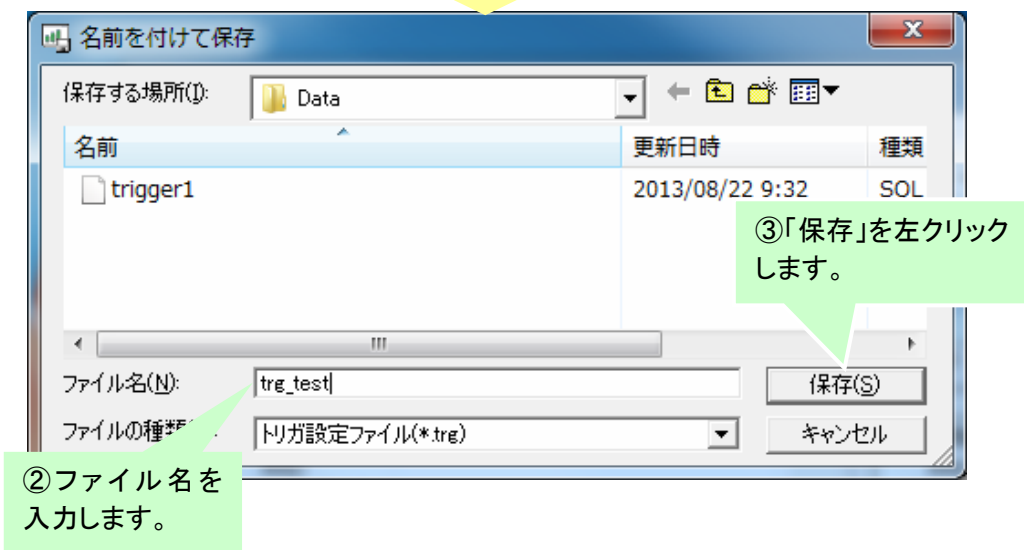 名前を付けて保存
保存する場所(I):
Data
名前
更新日時
種類
trigger1
2013/08/22 9:32
SOL
③「保存」を左クリック
します。
ファイル名(N):
trg_test
保存(S)
ファイルの種類
トリガ設定ファイル(*.trg)
キャンセル
②ファイル名を
入力します。